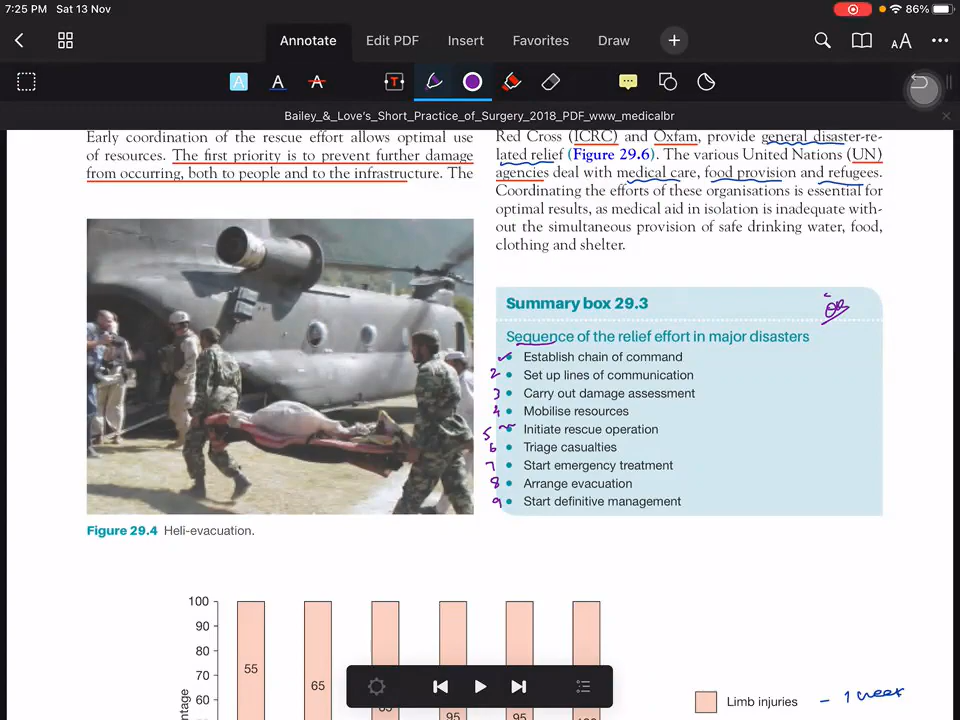 7:25 PM Sat 13 Nov
86%
Annotate
Edit PDF
Insert
Favorites
Draw
AA
A
A
A
T
Bailey_&_Love's_Short_Practice_of_Surgery_2018_PDF_www_medicalbr
Early coordination of the rescue effort allows optimal use
of resources. The first priority is to prevent further damage
from occurring, both to people and to the infrastructure. The
Figure 29.4 Heli-evacuation.
Red Cross (ICRC) and Oxfam, provide general disaster-re-
lated relief (Figure 29.6). The various United Nations (UN)
agencies deal with medical care, food provision and refugees.
Coordinating the efforts of these organisations is essential for
optimal results, as medical aid in isolation is inadequate with-
out the simultaneous provision of safe drinking water, food,
clothing and shelter.
Summary box 29.3
Sequence of the relief effort in major disasters
• Establish chain of command
2 • Set up lines of communication
3 • Carry out damage assessment
4 • Mobilise resources
5 • Initiate rescue operation
6 • Triage casualties
7 • Start emergency treatment
8 • Arrange evacuation
9 • Start definitive management
100
90
80
70
60
55
65
95
95
Limb injuries - 1 week